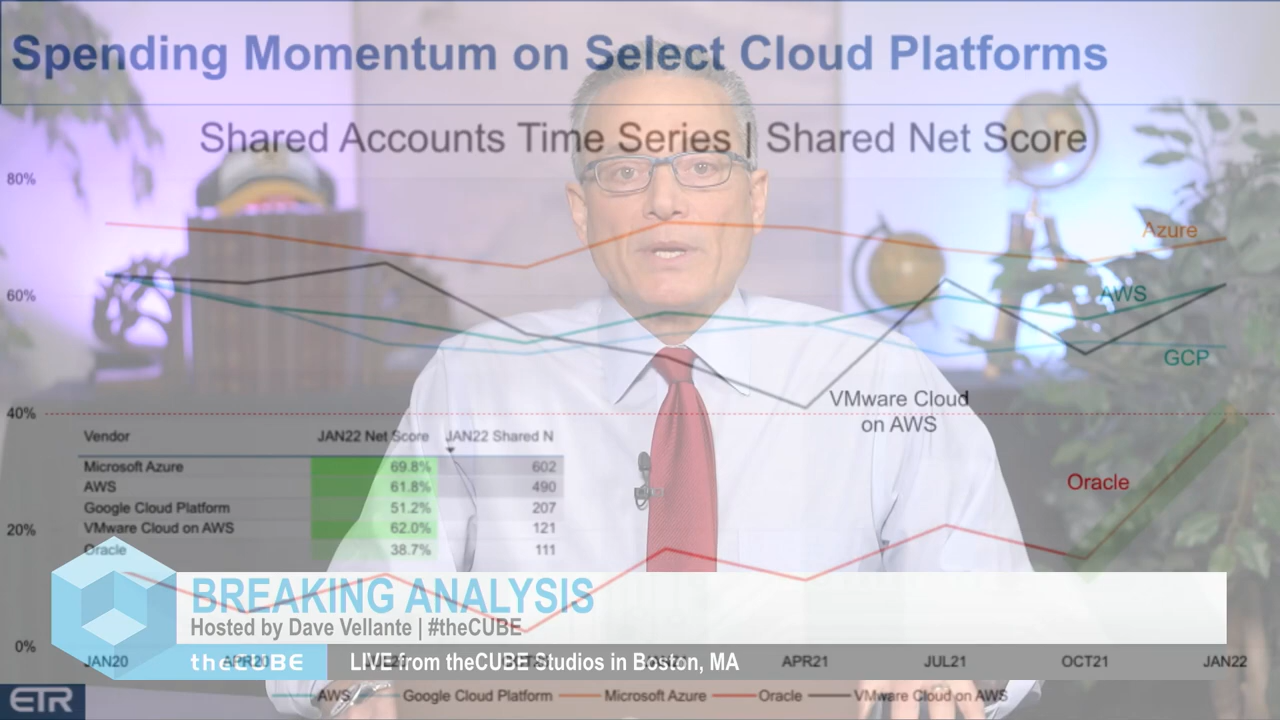 Spending Momentum on Select Cloud Platforms
Shared Accounts Time Series | Shared Net Score
80%
60%
40%
20%
0%
Azure
AWS
GCP
VMware Cloud
on AWS
Oracle
Vendor JAN22 Net Score JAN22 Shared N
Microsoft Azure 69.8% 602
AWS 61.8% 490
Google Cloud Platform 51.2% 207
VMware Cloud on AWS 62.0% 121
Oracle 38.7% 111
BREAKING ANALYSIS
Hosted by Dave Vellante | #theCUBE
theCUBE LIVE from theCUBE Studios in Boston, MA
JAN20 APR20 APR21 JUL21 OCT21 JAN22
AWS Google Cloud Platform Microsoft Azure Oracle VMware Cloud on AWS
ETR